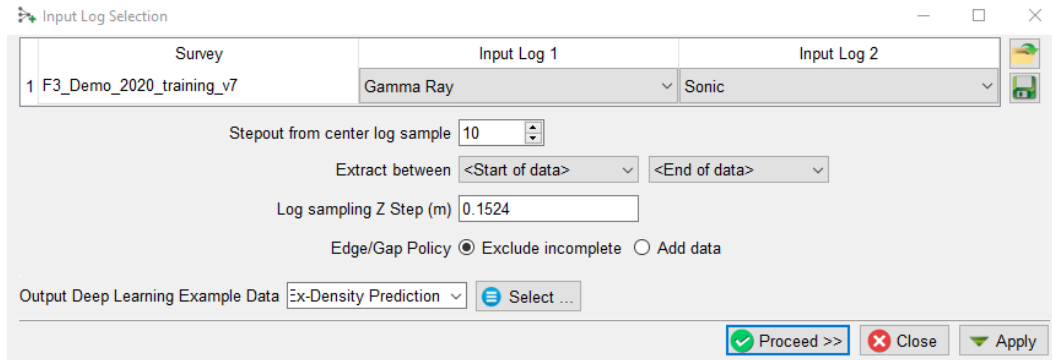 Input Log Selection
Survey Input Log 1 Input Log 2
1 F3_Demo_2020_training_v7 Gamma Ray Sonic
Stepout from center log sample 10
Extract between <Start of data> <End of data>
Log sampling Z Step (m) 0.1524
Edge/Gap Policy Exclude incomplete Add data
Output Deep Learning Example Data Ex-Density Prediction Select ...
Proceed >> Close Apply